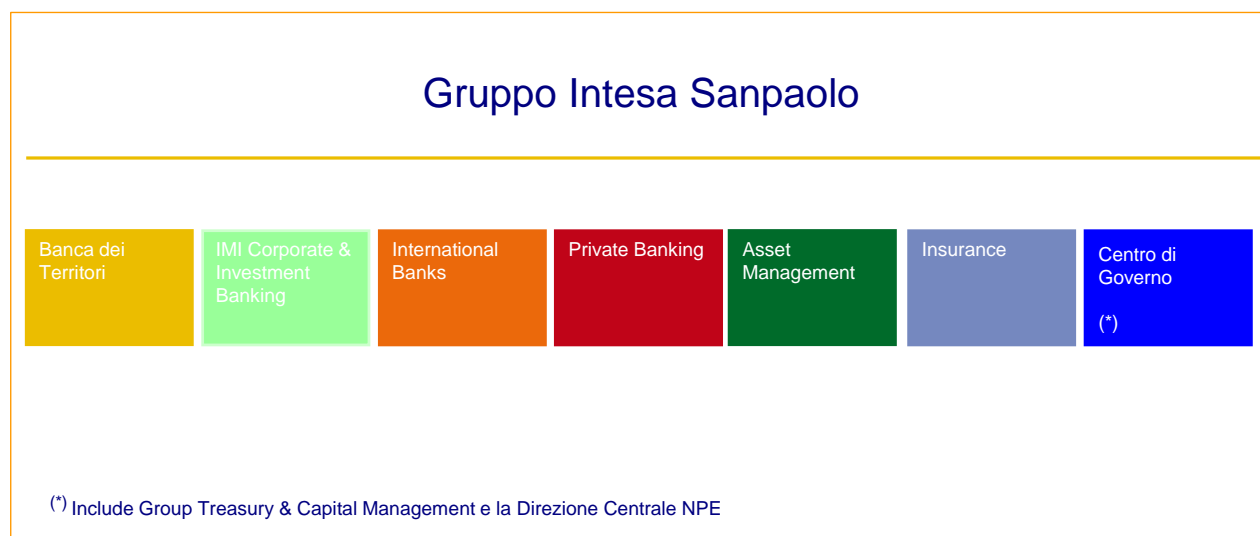 Gruppo Intesa Sanpaolo
Banca dei
Territori
IMI Corporate &
Investment
Banking
International
Banks
Private Banking
Asset
Management
Insurance
Centro di
Governo
(*)
(*) Include Group Treasury & Capital Management e la Direzione Centrale NPE